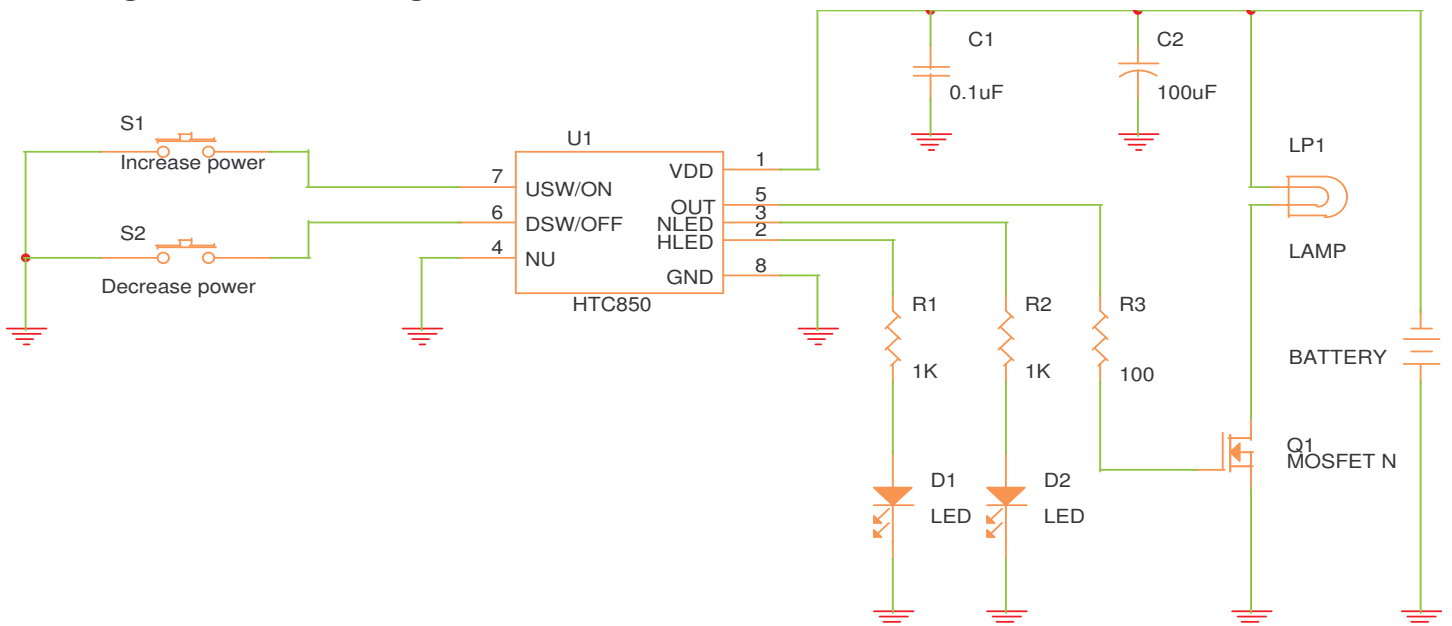 C1
0.1uF
C2
100uF
S1
Increase power
S2
Decrease power
U1
7
USW/ON
6
DSW/OFF
4
NU
VDD
1
OUT
5
NLED
3
HLED
2
GND
8
HTC850
LP1
LAMP
R1
1K
R2
1K
R3
100
BATTERY
Q1
MOSFET N
D1
LED
D2
LED